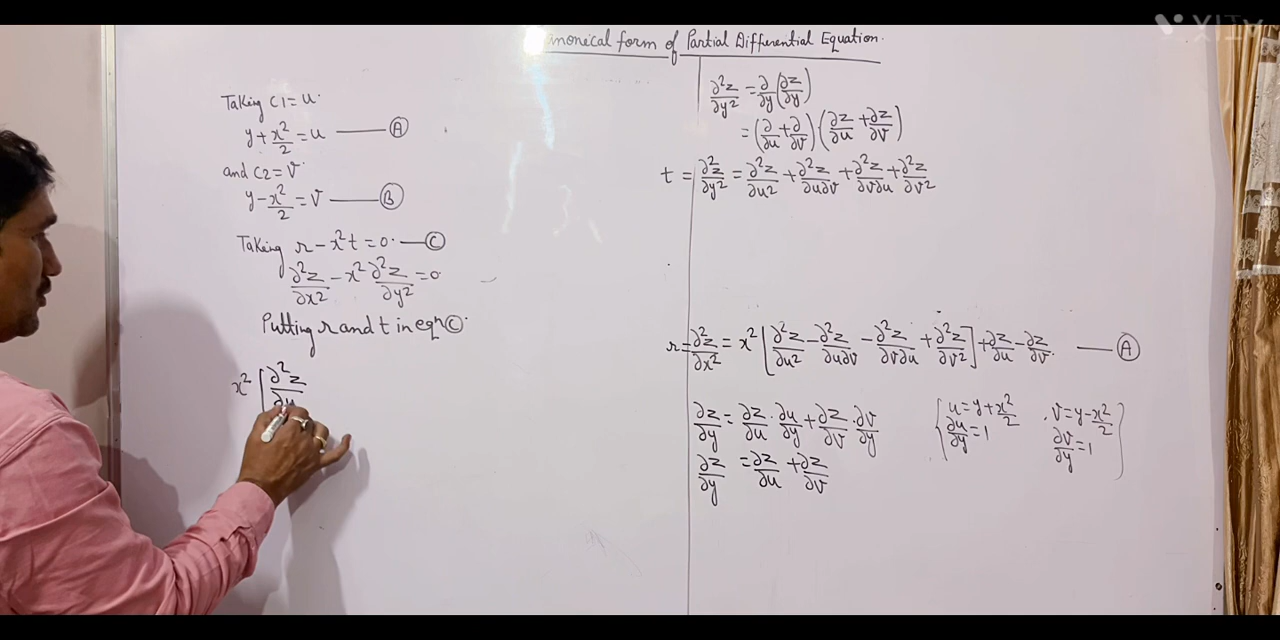 anonical form of Partial Differential Equation.
Taking C1 = u.
y + x²/2 = u —— Ⓐ
and C2 = v.
y - x²/2 = v —— Ⓑ
Taking r - x²t = 0. —— Ⓒ
∂²z/∂x² - x² ∂²z/∂y² = 0
Putting r and t in eqn Ⓒ.
x² [ ∂²z/∂u
∂²z/∂y² = ∂/∂y (∂z/∂y)
= (∂/∂u + ∂/∂v) (∂z/∂u + ∂z/∂v)
t = ∂²z/∂y² = ∂²z/∂u² + ∂²z/∂u∂v + ∂²z/∂v∂u + ∂²z/∂v²
r = ∂²z/∂x² = x² [∂²z/∂u² - ∂²z/∂u∂v - ∂²z/∂v∂u + ∂²z/∂v²] + ∂z/∂u - ∂z/∂v. —— Ⓐ
∂z/∂y = ∂z/∂u . ∂u/∂y + ∂z/∂v . ∂v/∂y
∂z/∂y = ∂z/∂u + ∂z/∂v
{ u = y + x²/2 . v = y - x²/2
∂u/∂y = 1 ∂v/∂y = 1 }